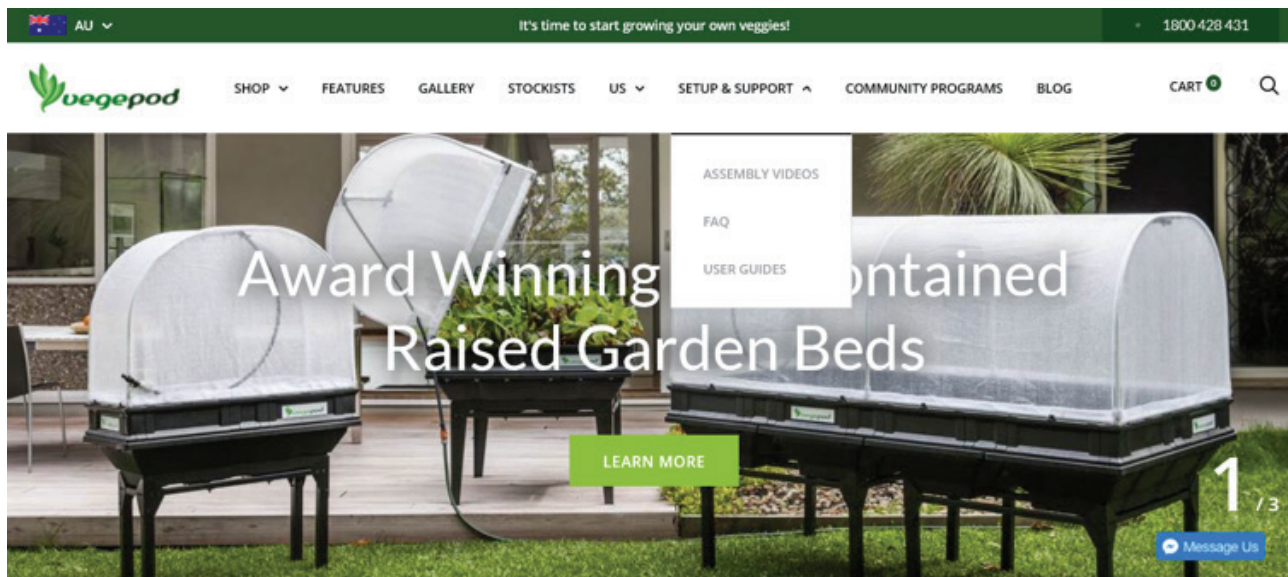 AU
It's time to start growing your own veggies!
1800 428 431
vegepod
SHOP FEATURES GALLERY STOCKISTS US SETUP & SUPPORT COMMUNITY PROGRAMS BLOG CART 0
ASSEMBLY VIDEOS
FAQ
USER GUIDES
Award Winning ontained
Raised Garden Beds
LEARN MORE
vegepod
vegepod
1 / 3
Message Us